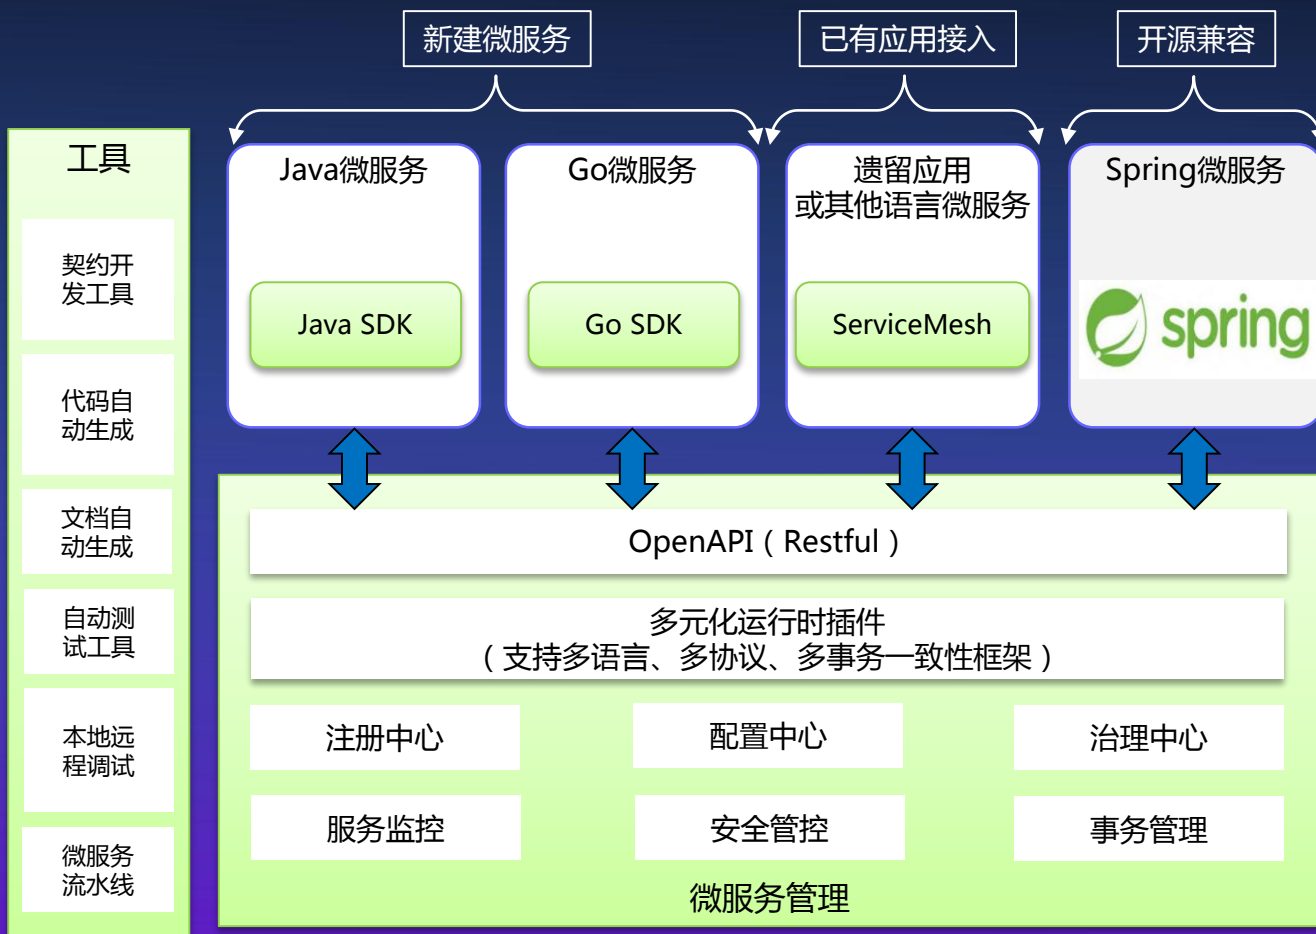 新建微服务
已有应用接入
开源兼容
工具
契约开
发工具
代码自
动生成
文档自
动生成
自动测
试工具
本地远
程调试
微服务
流水线
Java微服务
Java SDK
Go微服务
Go SDK
遗留应用
或其他语言微服务
ServiceMesh
Spring微服务
spring
OpenAPI（Restful）
多元化运行时插件
（支持多语言、多协议、多事务一致性框架）
注册中心
配置中心
治理中心
服务监控
安全管控
事务管理
微服务管理